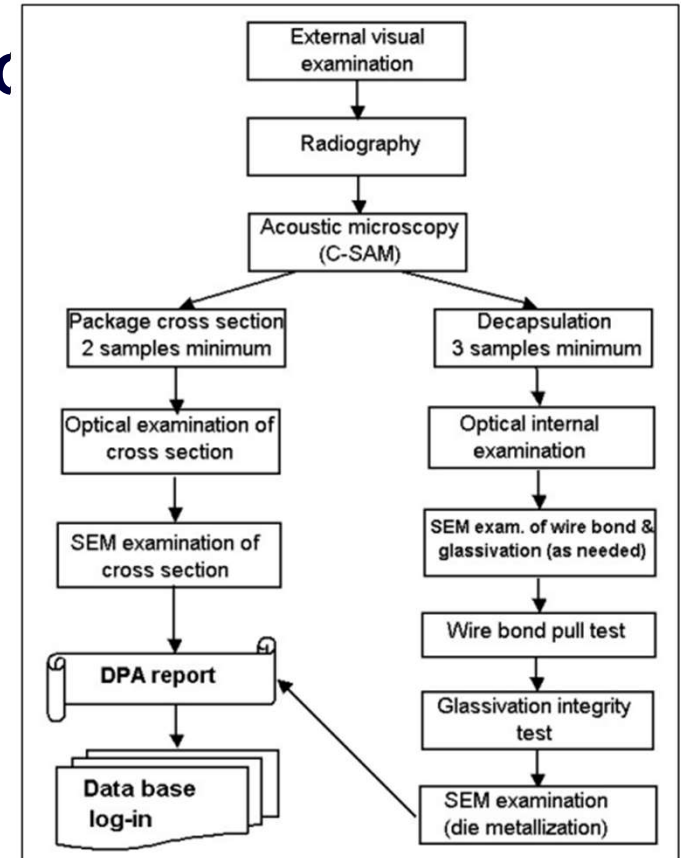 External visual
examination
Radiography
Acoustic microscopy
(C-SAM)
Package cross section
2 samples minimum
Optical examination of
cross section
SEM examination of
cross section
DPA report
Data base
log-in
Decapsulation
3 samples minimum
Optical internal
examination
SEM exam. of wire bond &
glassivation (as needed)
Wire bond pull test
Glassivation integrity
test
SEM examination
(die metallization)